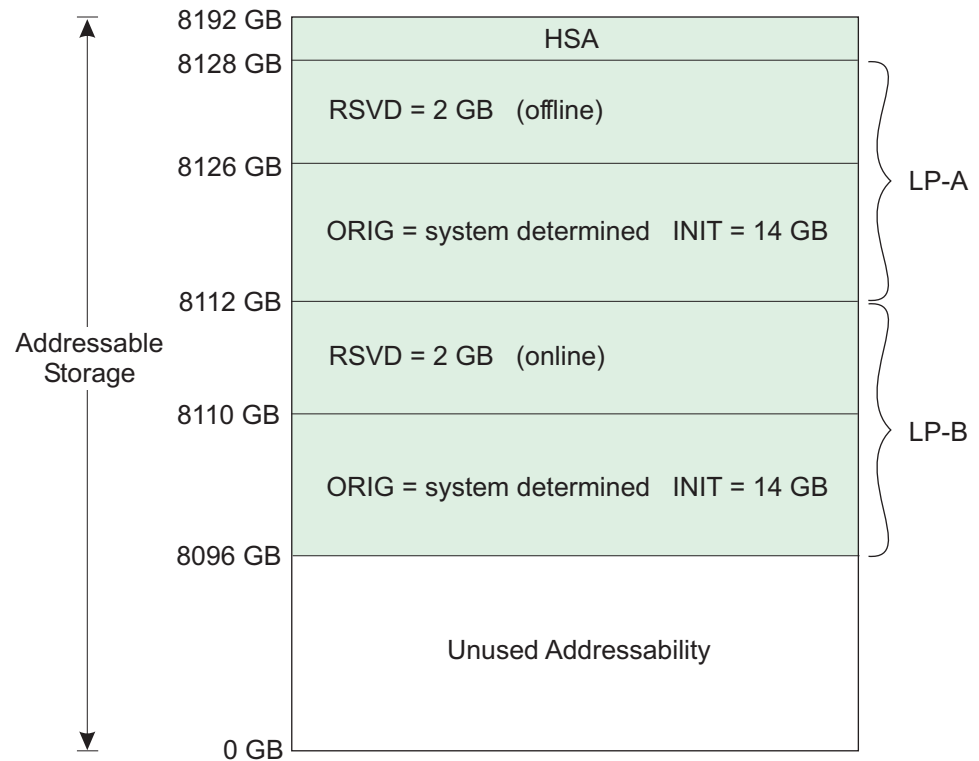 8192 GB
HSA
8128 GB
RSVD = 2 GB (offline)
8126 GB
LP-A
ORIG = system determined INIT = 14 GB
8112 GB
Addressable
Storage
RSVD = 2 GB (online)
8110 GB
LP-B
ORIG = system determined INIT = 14 GB
8096 GB
Unused Addressability
0 GB